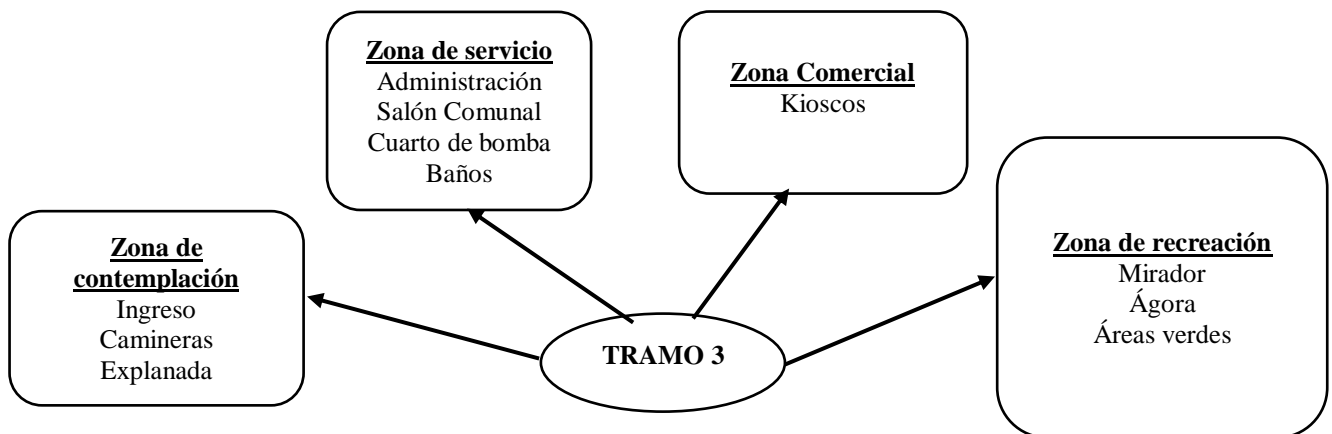 Zona de servicio
Administración
Salón Comunal
Cuarto de bomba
Baños
Zona Comercial
Kioscos
Zona de recreación
Mirador
Ágora
Áreas verdes
Zona de
contemplación
Ingreso
Camineras
Explanada
TRAMO 3